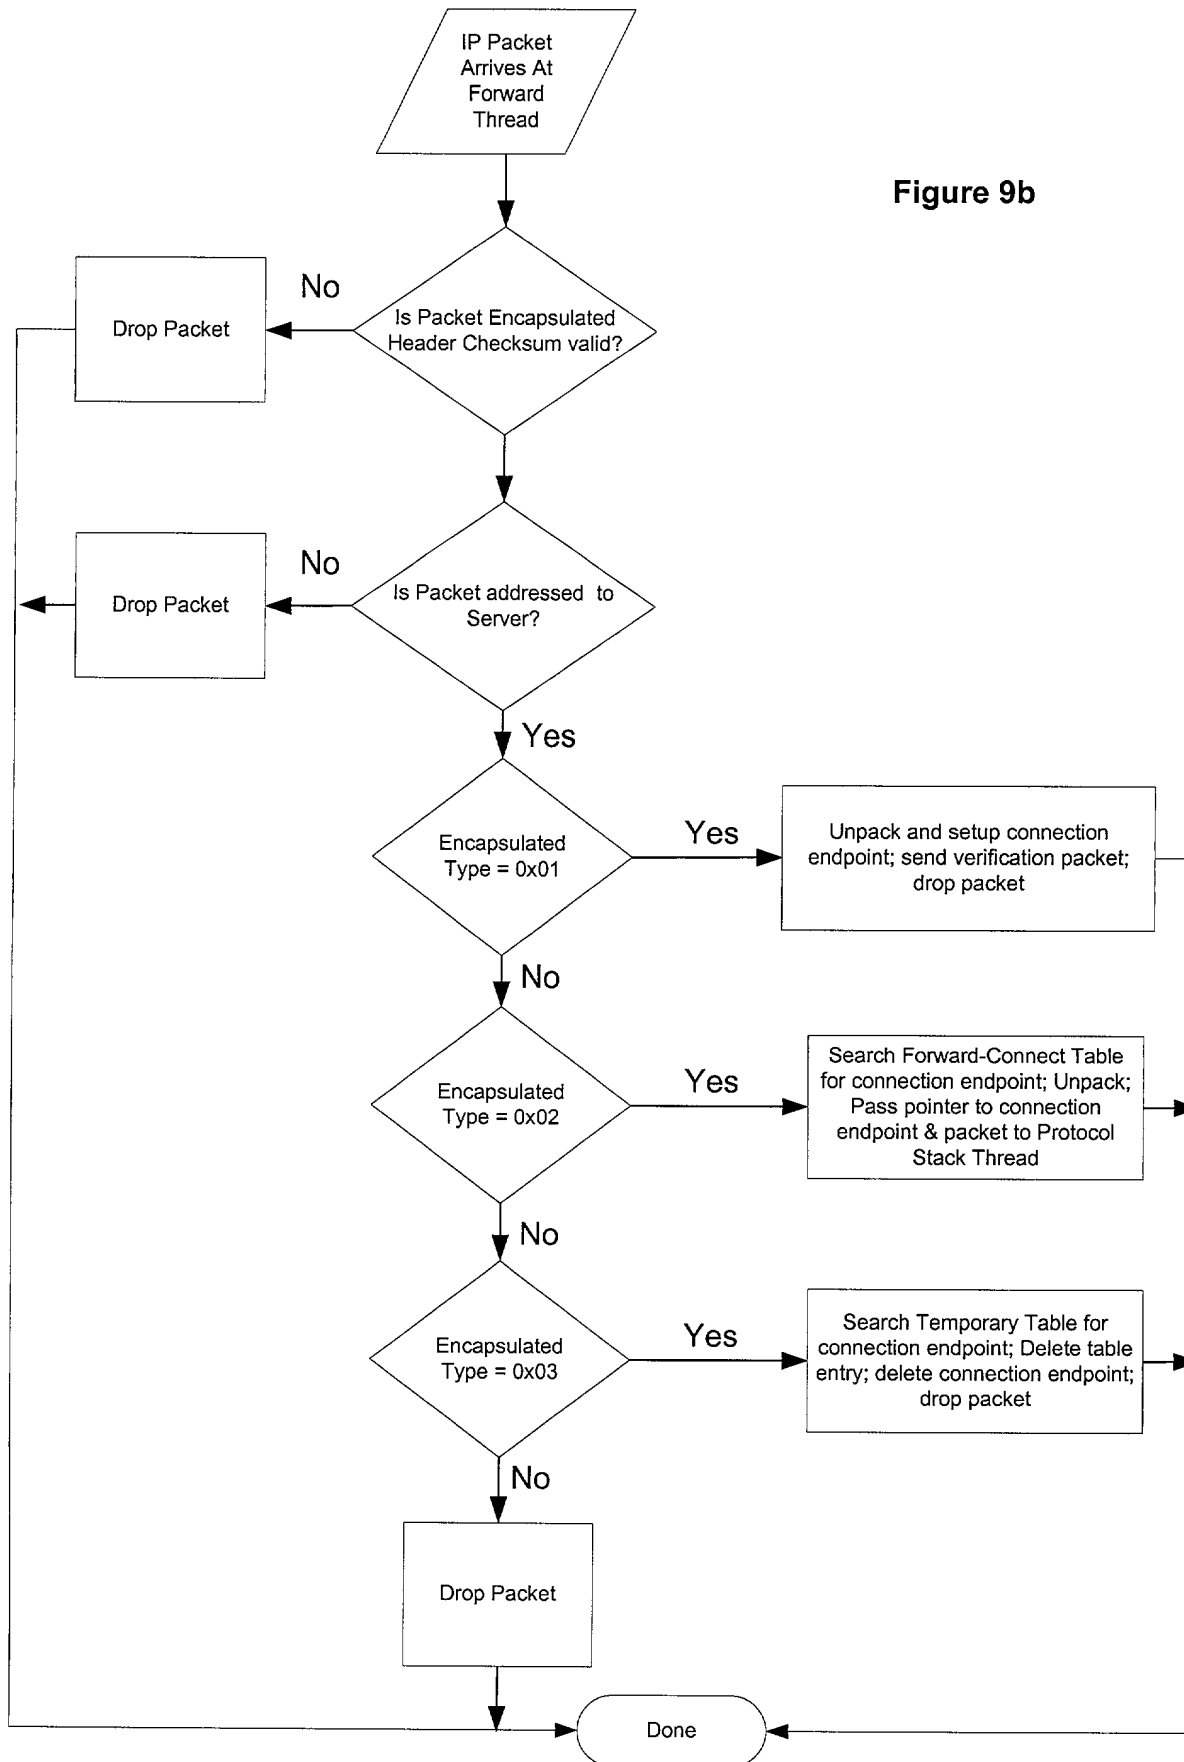 IP Packet
Arrives At
Forward
Thread
Figure 9b
No
Drop Packet
Is Packet Encapsulated
Header Checksum valid?
No
Drop Packet
Is Packet addressed to
Server?
Yes
Encapsulated
Type = 0x01
Yes
Unpack and setup connection
endpoint; send verification packet;
drop packet
No
Encapsulated
Type = 0x02
Yes
Search Forward-Connect Table
for connection endpoint; Unpack;
Pass pointer to connection
endpoint & packet to Protocol
Stack Thread
No
Encapsulated
Type = 0x03
Yes
Search Temporary Table for
connection endpoint; Delete table
entry; delete connection endpoint;
drop packet
No
Drop Packet
Done